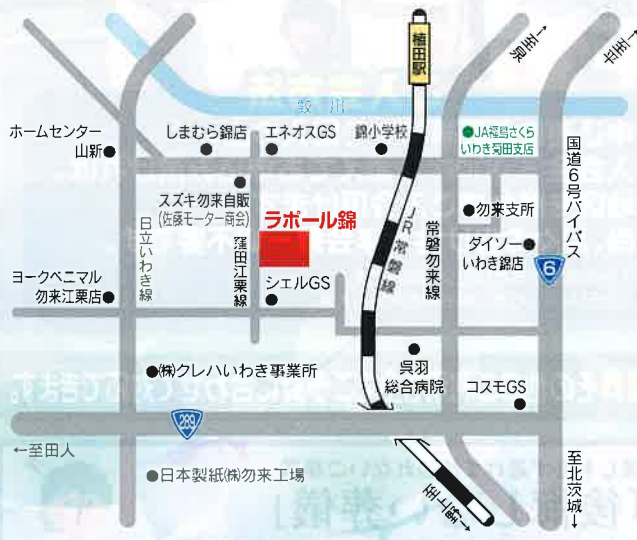 植田駅
至泉→
至平→
鮫川
ホームセンター
山新
しまむら錦店
エネオスGS
錦小学校
JA福島さくら
いわき菊田支店
国道6号バイパス
スズキ勿来自販
(佐藤モーター商会)
ラポール錦
勿来支所
日立いわき線
窪田江栗線
JR常磐線
常磐勿来線
ダイソー
いわき錦店
6
ヨークベニマル
勿来江栗店
シェルGS
㈱クレハいわき事業所
呉羽
総合病院
コスモGS
289
←至田人
至北茨城→
日本製紙㈱勿来工場
至上野→